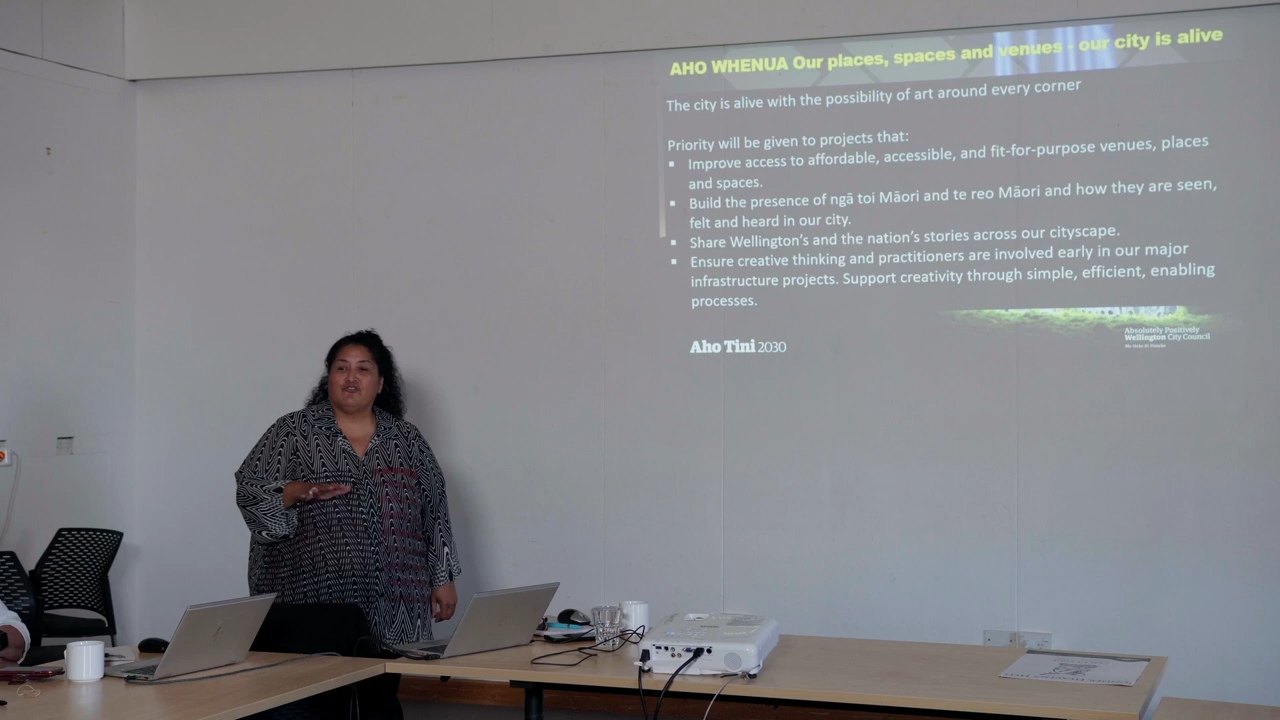 AHO WHENUA Our places, spaces and venues - our city is alive
The city is alive with the possibility of art around every corner
Priority will be given to projects that:
▪ Improve access to affordable, accessible, and fit-for-purpose venues, places
and spaces.
▪ Build the presence of ngā toi Māori and te reo Māori and how they are seen,
felt and heard in our city.
▪ Share Wellington's and the nation's stories across our cityscape.
▪ Ensure creative thinking and practitioners are involved early in our major
infrastructure projects. Support creativity through simple, efficient, enabling
processes.
Aho Tini 2030
Absolutely Positively
Wellington City Council
Me Heke Ki Pōneke